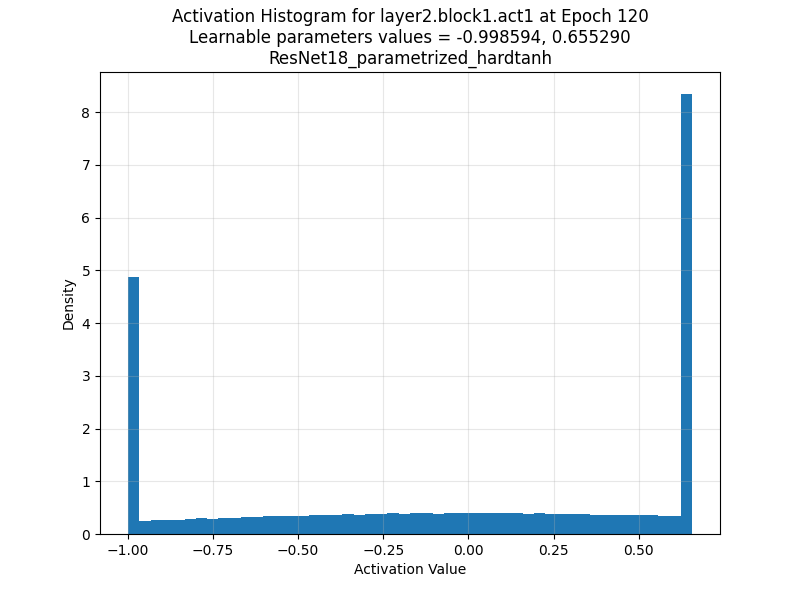 Activation Histogram for layer2.block1.act1 at Epoch 120
Learnable parameters values = -0.998594, 0.655290
ResNet18_parametrized_hardtanh
Density
8
7
6
5
4
3
2
1
0
−1.00 −0.75 −0.50 −0.25 0.00 0.25 0.50
Activation Value